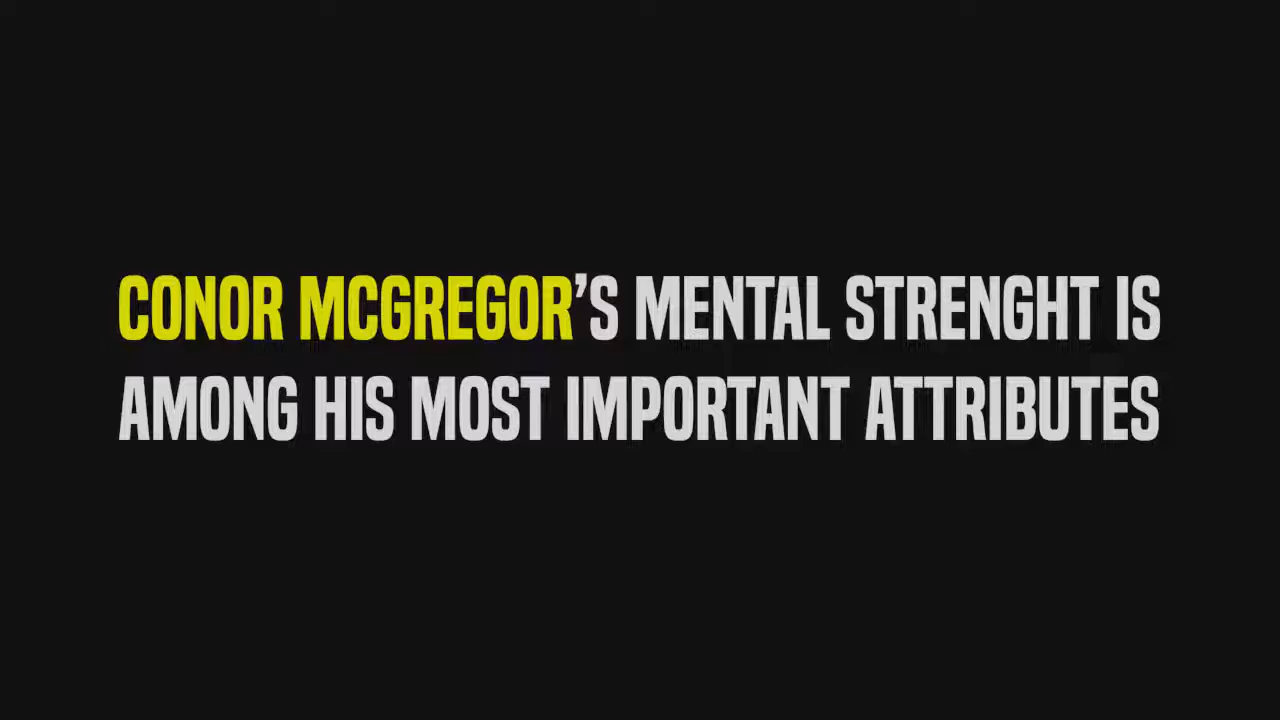 CONOR MCGREGOR’S MENTAL STRENGHT IS
AMONG HIS MOST IMPORTANT ATTRIBUTES